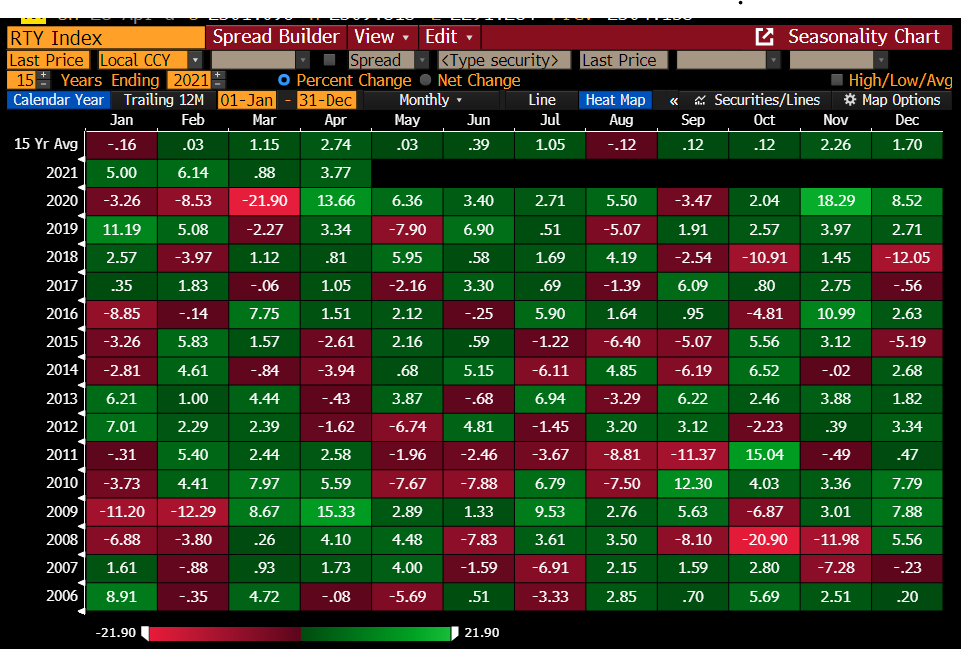 RTY Index Spread Builder View Edit Seasonality Chart
Last Price Local CCY Spread <Type security> Last Price
15 Years Ending 2021 Percent Change Net Change High/Low/Avg
Calendar Year Trailing 12M 01-Jan - 31-Dec Monthly Line Heat Map « Securities/Lines Map Options
Jan Feb Mar Apr May Jun Jul Aug Sep Oct Nov Dec
15 Yr Avg -.16 .03 1.15 2.74 .03 .39 1.05 -.12 .12 .12 2.26 1.70
2021 5.00 6.14 .88 3.77
2020 -3.26 -8.53 -21.90 13.66 6.36 3.40 2.71 5.50 -3.47 2.04 18.29 8.52
2019 11.19 5.08 -2.27 3.34 -7.90 6.90 .51 -5.07 1.91 2.57 3.97 2.71
2018 2.57 -3.97 1.12 .81 5.95 .58 1.69 4.19 -2.54 -10.91 1.45 -12.05
2017 .35 1.83 -.06 1.05 -2.16 3.30 .69 -1.39 6.09 .80 2.75 -.56
2016 -8.85 -.14 7.75 1.51 2.12 -.25 5.90 1.64 .95 -4.81 10.99 2.63
2015 -3.26 5.83 1.57 -2.61 2.16 .59 -1.22 -6.40 -5.07 5.56 3.12 -5.19
2014 -2.81 4.61 -.84 -3.94 .68 5.15 -6.11 4.85 -6.19 6.52 -.02 2.68
2013 6.21 1.00 4.44 -.43 3.87 -.68 6.94 -3.29 6.22 2.46 3.88 1.82
2012 7.01 2.29 2.39 -1.62 -6.74 4.81 -1.45 3.20 3.12 -2.23 .39 3.34
2011 -.31 5.40 2.44 2.58 -1.96 -2.46 -3.67 -8.81 -11.37 15.04 -.49 .47
2010 -3.73 4.41 7.97 5.59 -7.67 -7.88 6.79 -7.50 12.30 4.03 3.36 7.79
2009 -11.20 -12.29 8.67 15.33 2.89 1.33 9.53 2.76 5.63 -6.87 3.01 7.88
2008 -6.88 -3.80 .26 4.10 4.48 -7.83 3.61 3.50 -8.10 -20.90 -11.98 5.56
2007 1.61 -.88 .93 1.73 4.00 -1.59 -6.91 2.15 1.59 2.80 -7.28 -.23
2006 8.91 -.35 4.72 -.08 -5.69 .51 -3.33 2.85 .70 5.69 2.51 .20
-21.90 21.90